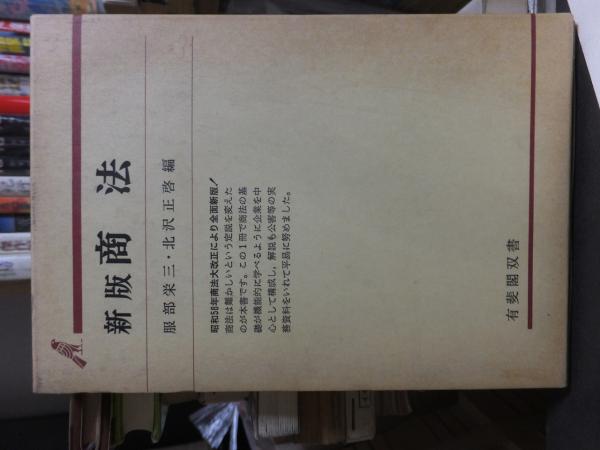 新版商法
服部栄三・北沢正啓編
昭和56年商法大改正により全面新版！
商法は難かしいという定説を変えた
のが本書です。この1冊で商法の基
礎が機能的に学べるように企業を中
心として構成し，解説も公害等の実
務資料をいれて平易に努めました。
有斐閣双書